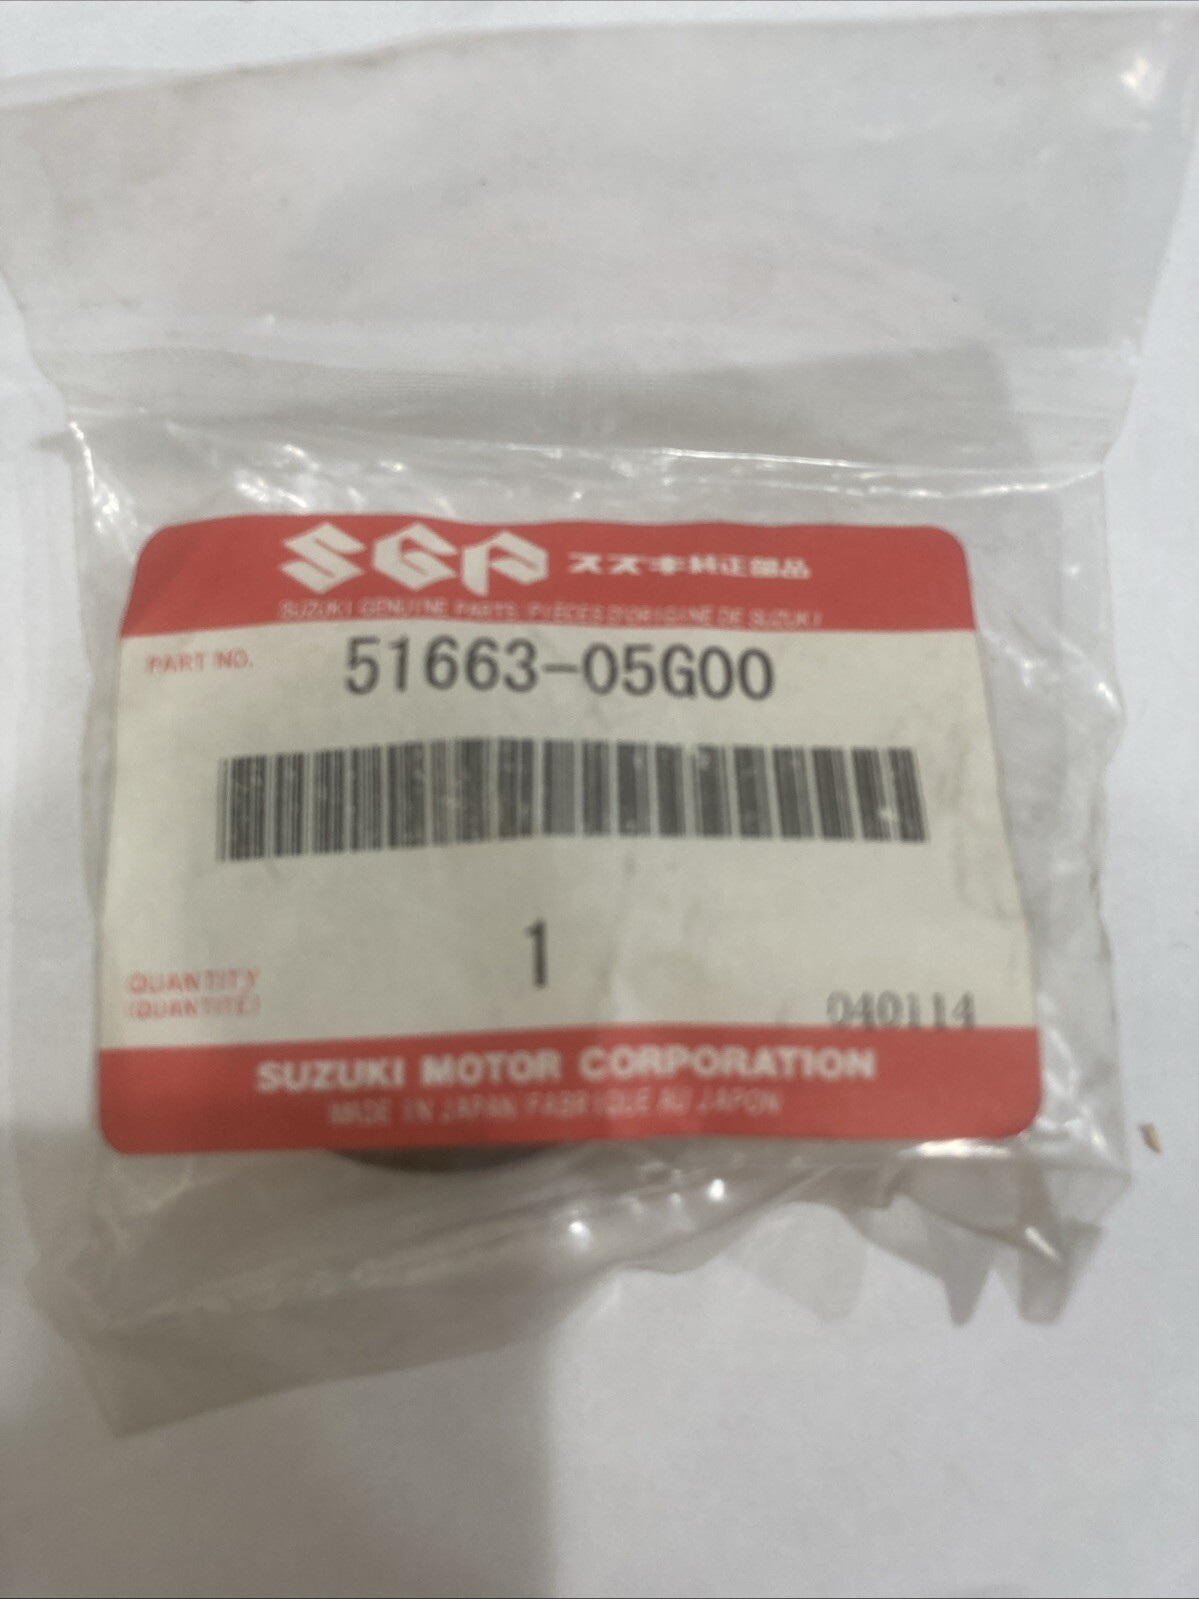 SGP スズキ純正部品
SUZUKI GENUINE PARTS/PIÈCES D'ORIGINE DE SUZUKI
PART NO. 51663-05G00
1
QUANTITY
(QUANTITÉ)
040114
SUZUKI MOTOR CORPORATION
MADE IN JAPAN FABRIQUÉ AU JAPON